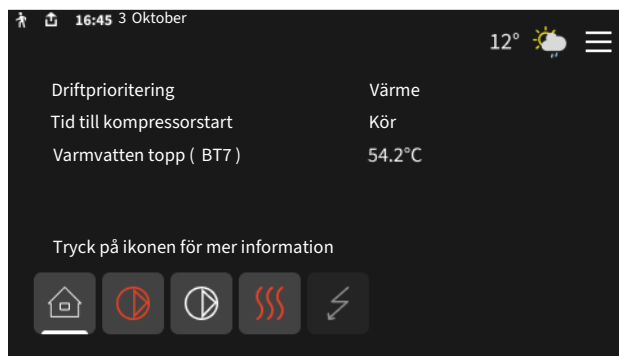 16:45 3 Oktober
12°
Driftprioritering Värme
Tid till kompressorstart Kör
Varmvatten topp ( BT7 ) 54.2°C
Tryck på ikonen för mer information